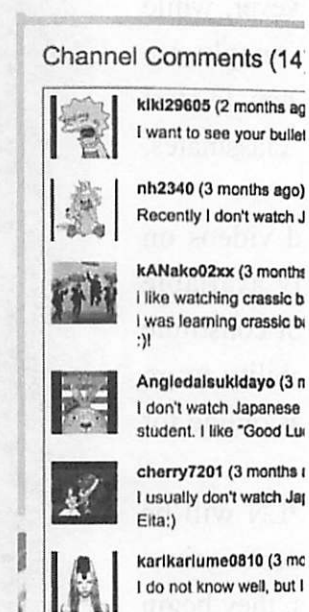 Channel Comments (14
kiki29605 (2 months ag
I want to see your bullet
nh2340 (3 months ago)
Recently I don't watch J
kANako02xx (3 months
i like watching crassic b
i was learning crassic
:)!
Angiedaisukidayo (3 m
I don't watch Japanese
student. I like "Good Lu
cherry7201 (3 months
I usually don't watch Jap
Eita:)
karikariume0810 (3 mo
I do not know well, but I